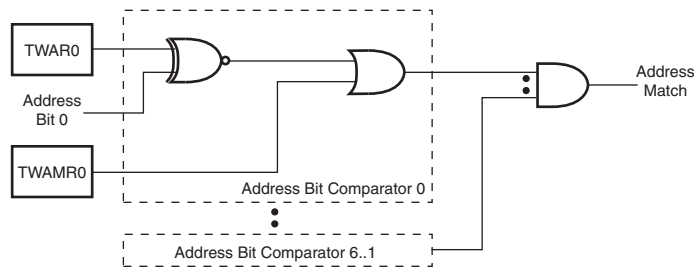 TWAR0
Address
Bit 0
TWAMR0
Address Bit Comparator 0
Address Bit Comparator 6..1
Address
Match